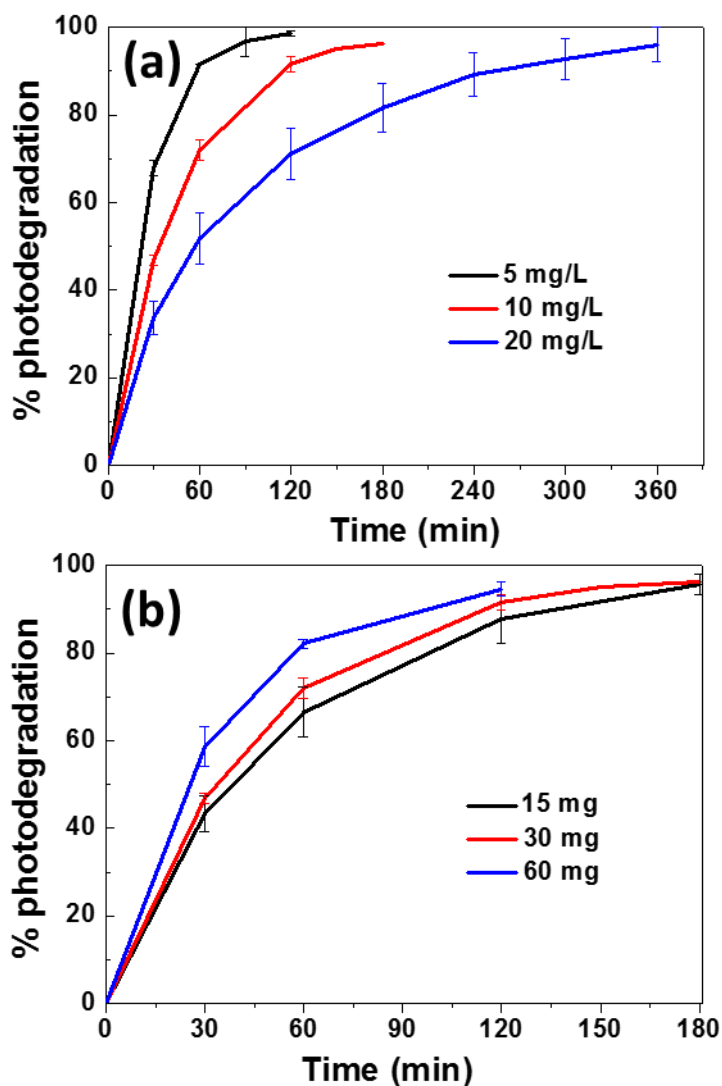 (a)
% photodegradation
100
80
60
40
20
0
5 mg/L
10 mg/L
20 mg/L
0 60 120 180 240 300 360
Time (min)
(b)
% photodegradation
100
80
60
40
20
0
15 mg
30 mg
60 mg
0 30 60 90 120 150 180
Time (min)